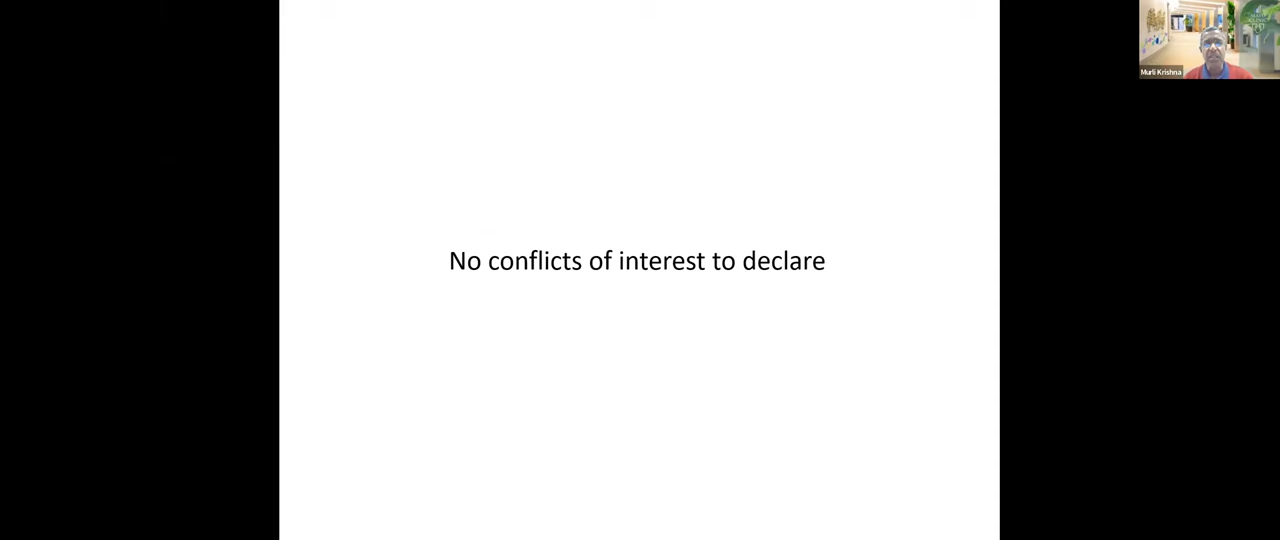 No conflicts of interest to declare
Murli Krishna